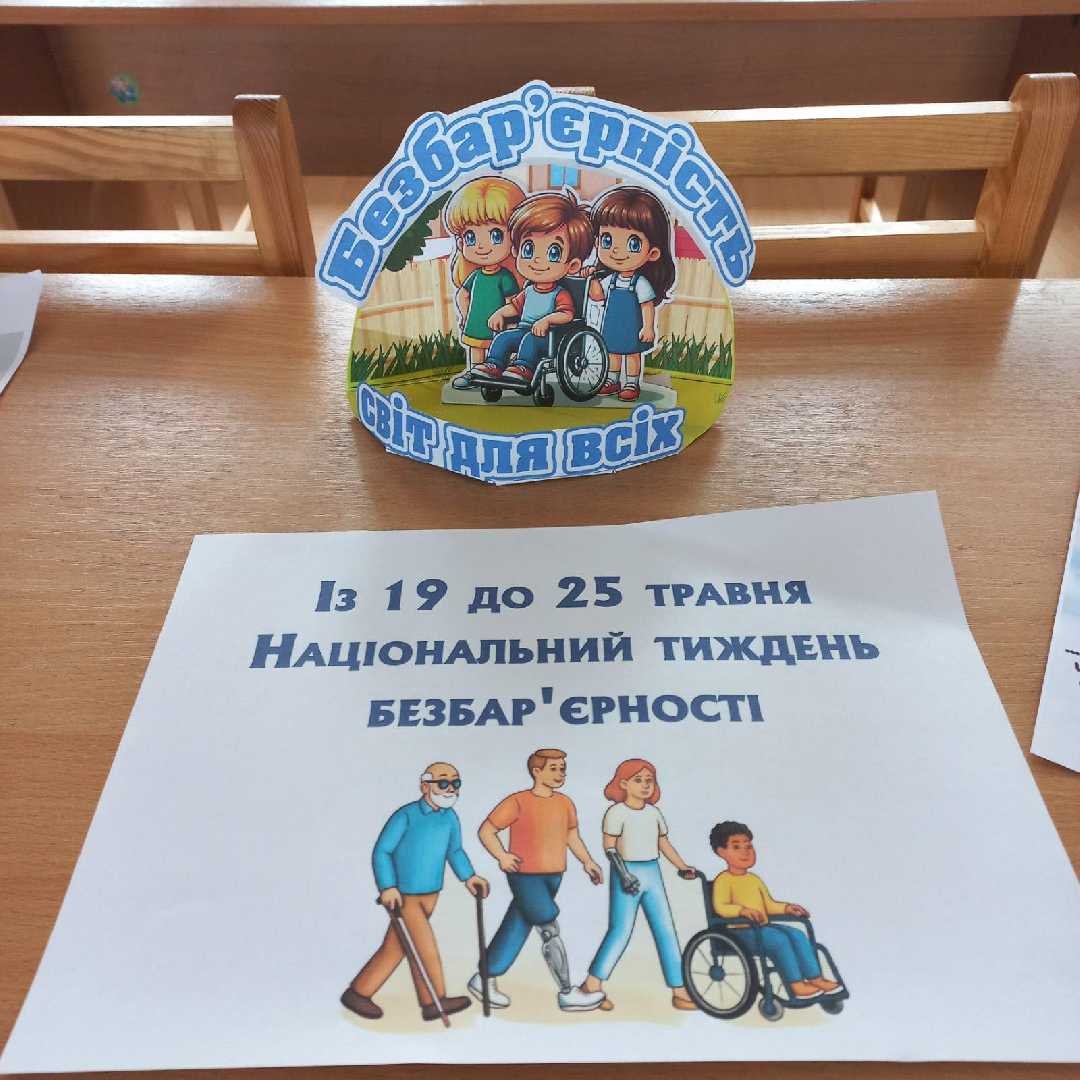 Безбар'єрність
світ для всіх
Із 19 до 25 травня
Національний тиждень
безбар'єрності